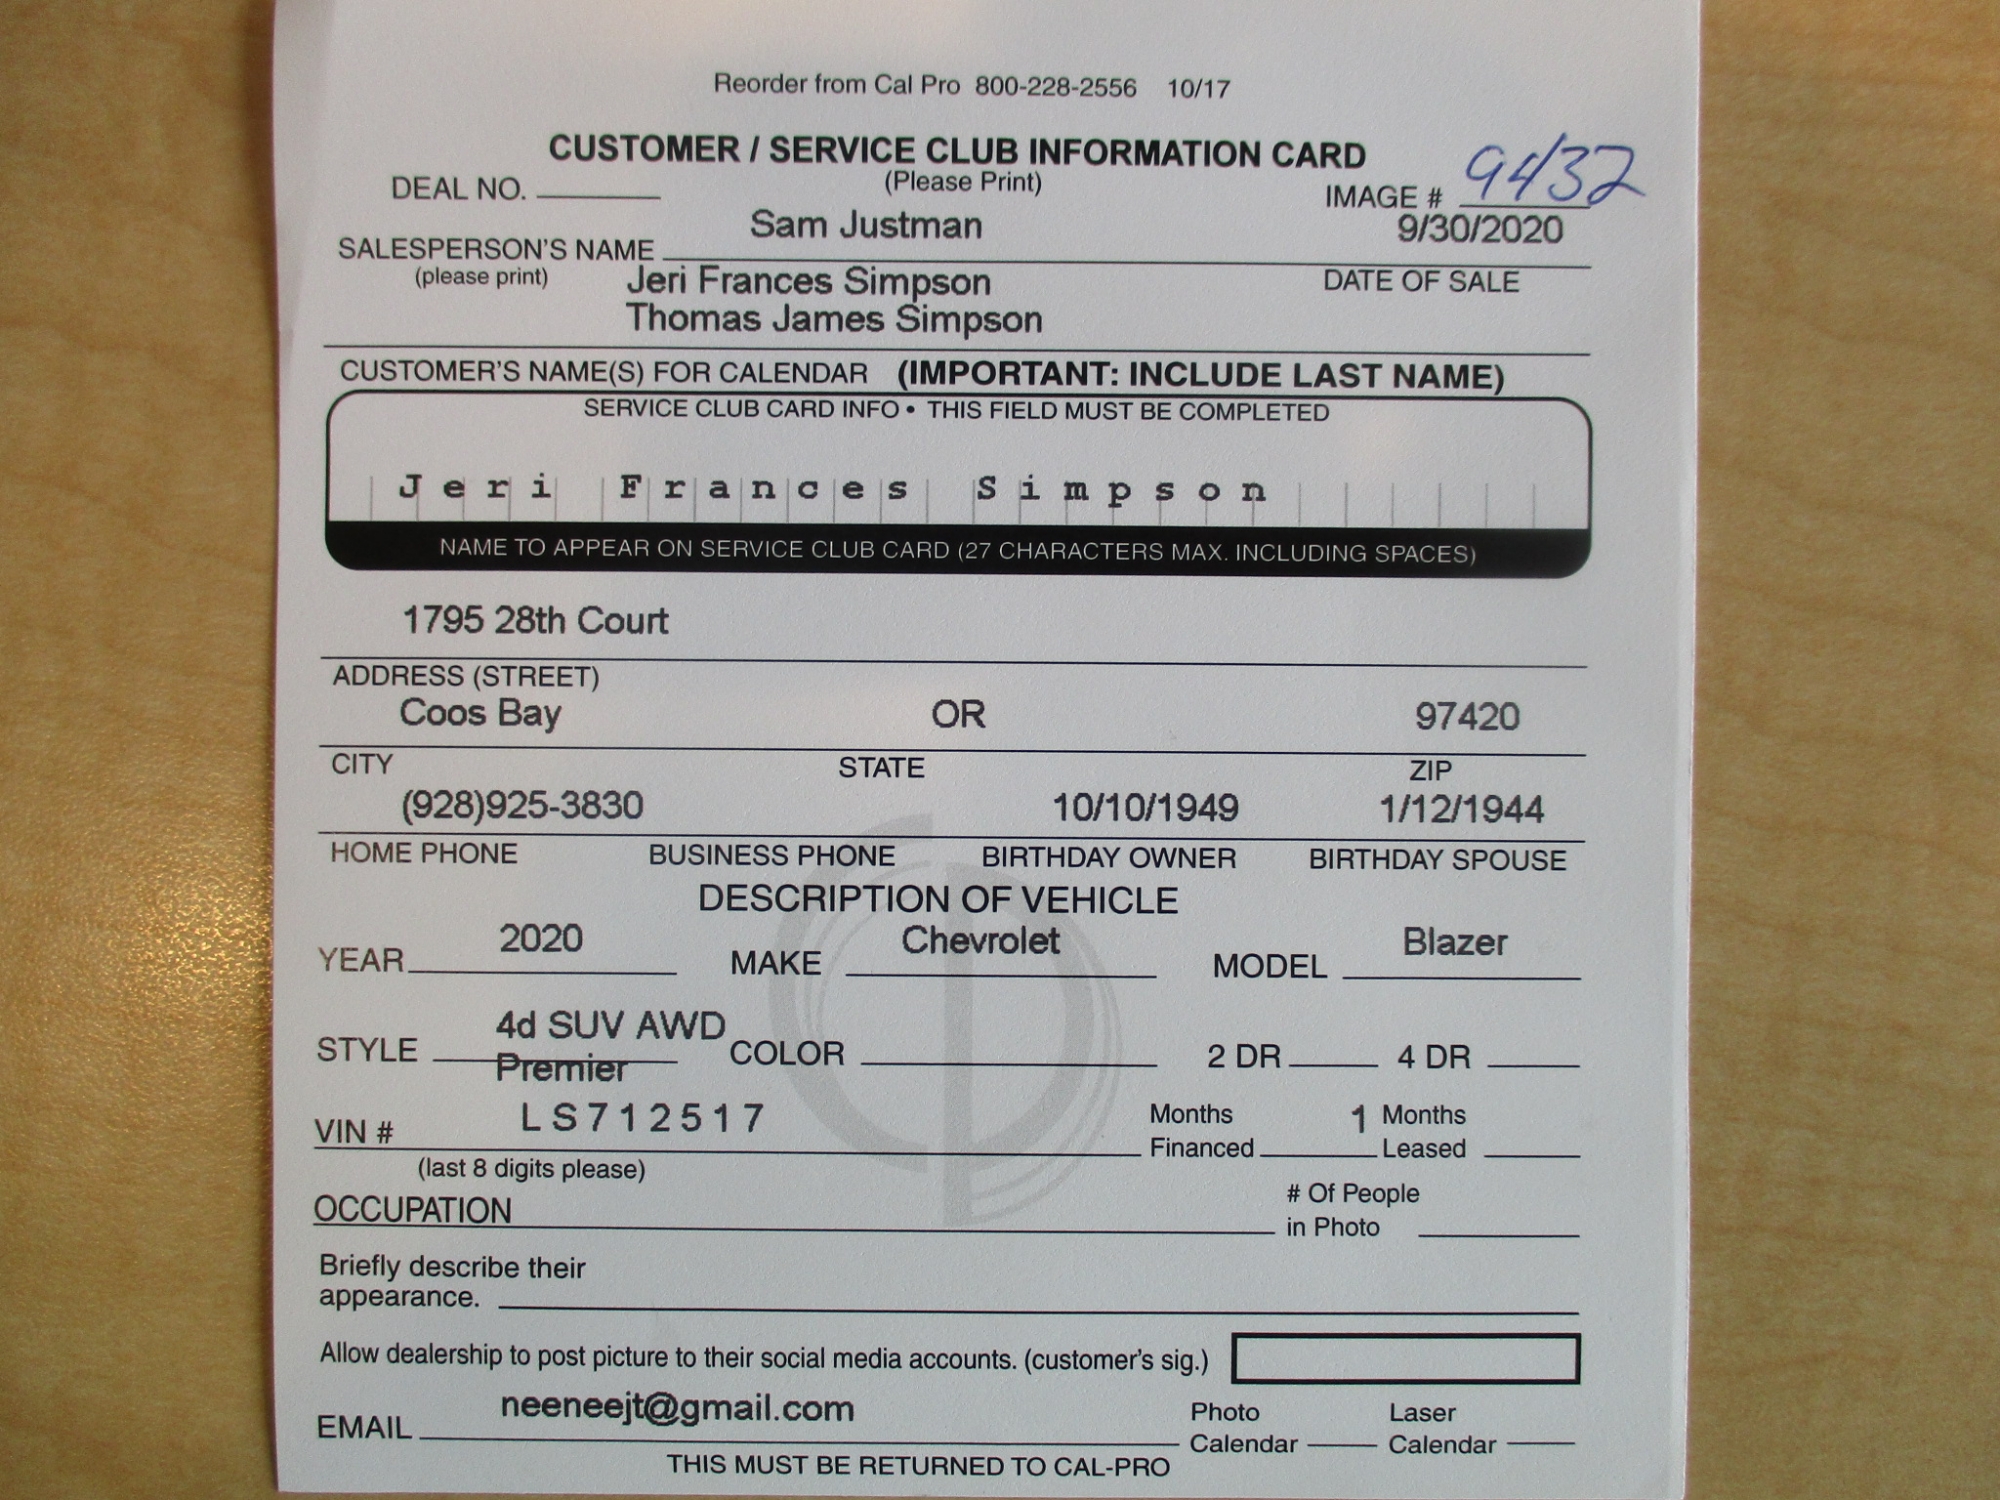 Reorder from Cal Pro 800-228-2556 10/17
CUSTOMER / SERVICE CLUB INFORMATION CARD
(Please Print)
DEAL NO.
IMAGE # 9432
SALESPERSON'S NAME Sam Justman 9/30/2020
(please print) DATE OF SALE
Jeri Frances Simpson
Thomas James Simpson
CUSTOMER'S NAME(S) FOR CALENDAR (IMPORTANT: INCLUDE LAST NAME)
SERVICE CLUB CARD INFO • THIS FIELD MUST BE COMPLETED
Jeri Frances Simpson
NAME TO APPEAR ON SERVICE CLUB CARD (27 CHARACTERS MAX. INCLUDING SPACES)
1795 28th Court
ADDRESS (STREET)
Coos Bay OR 97420
CITY STATE ZIP
(928)925-3830 10/10/1949 1/12/1944
HOME PHONE BUSINESS PHONE BIRTHDAY OWNER BIRTHDAY SPOUSE
DESCRIPTION OF VEHICLE
YEAR 2020 MAKE Chevrolet MODEL Blazer
STYLE 4d SUV AWD Premier COLOR 2 DR 4 DR
VIN # LS712517 Months Financed 1 Months Leased
(last 8 digits please)
OCCUPATION # Of People in Photo
Briefly describe their
appearance.
Allow dealership to post picture to their social media accounts. (customer's sig.)
EMAIL neeneejt@gmail.com Photo Calendar Laser Calendar
THIS MUST BE RETURNED TO CAL-PRO